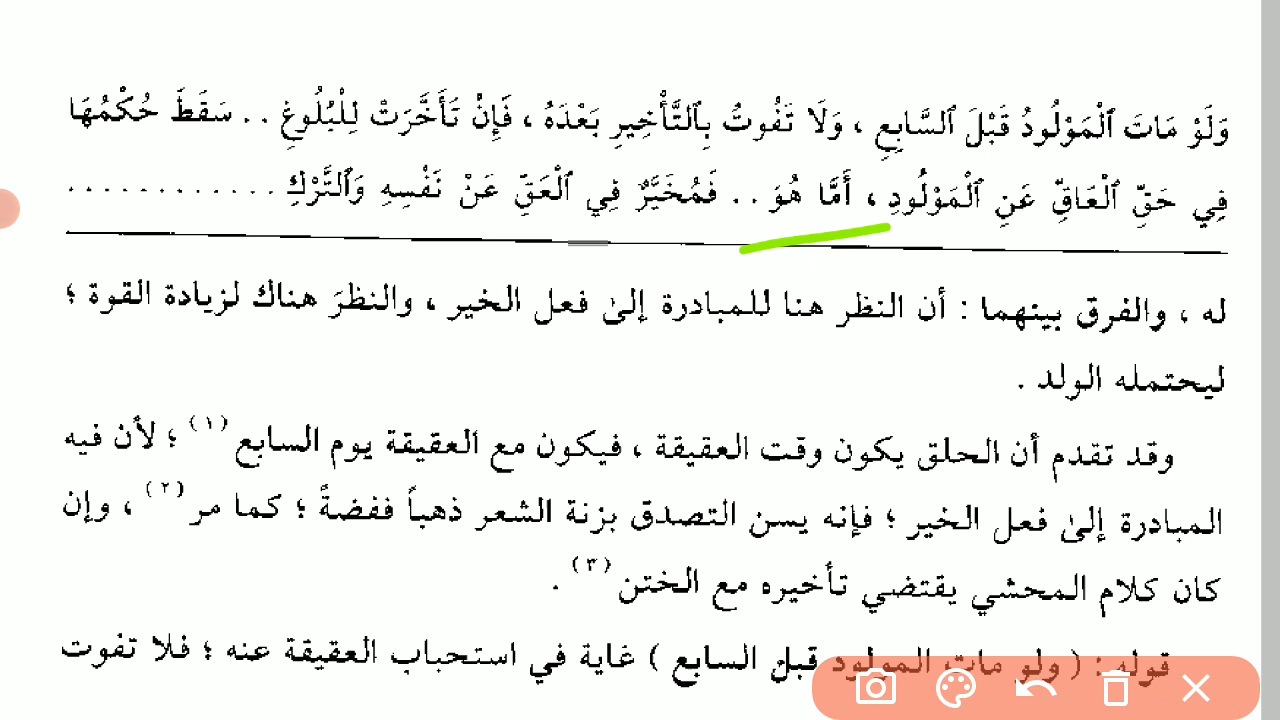 وَلَوْ مَاتَ ٱلْمَوْلُودُ قَبْلَ ٱلسَّابِعِ ، وَلَا تَفُوتُ بِٱلتَّأْخِيرِ بَعْدَهُ ، فَإِنْ تَأَخَّرَتْ لِلْبُلُوغِ .. سَقَطَ حُكْمُهَا
فِي حَقِّ ٱلْعَاقِّ عَنِ ٱلْمَوْلُودِ ، أَمَّا هُوَ .. فَمُخَيَّرٌ فِي ٱلْعَقِّ عَنْ نَفْسِهِ وَٱلتَّرْكِ ............
له ، والفرق بينهما : أن النظر هنا للمبادرة إلىٰ فعل الخير ، والنظرَ هناك لزيادة القوة ؛
ليحتمله الولد .
وقد تقدم أن الحلق يكون وقت العقيقة ، فيكون مع العقيقة يوم السابع (١) ؛ لأن فيه
المبادرة إلىٰ فعل الخير ؛ فإنه يسن التصدق بزنة الشعر ذهباً ففضةً ؛ كما مر (٢) ، وإن
كان كلام المحشي يقتضي تأخيره مع الختن (٣) .
قوله : ( ولو مات المولود قبل السابع ) غاية في استحباب العقيقة عنه ؛ فلا تفوت